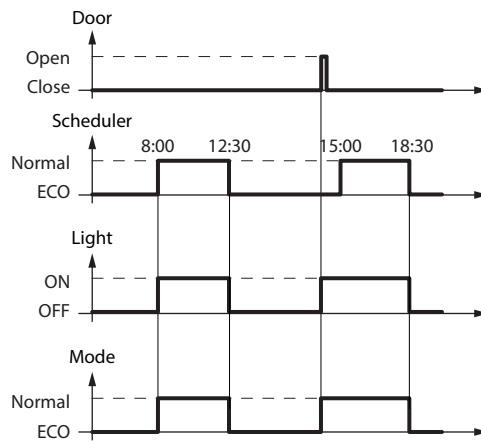 Door
Open
Close
Scheduler
8:00 12:30 15:00 18:30
Normal
ECO
Light
ON
OFF
Mode
Normal
ECO